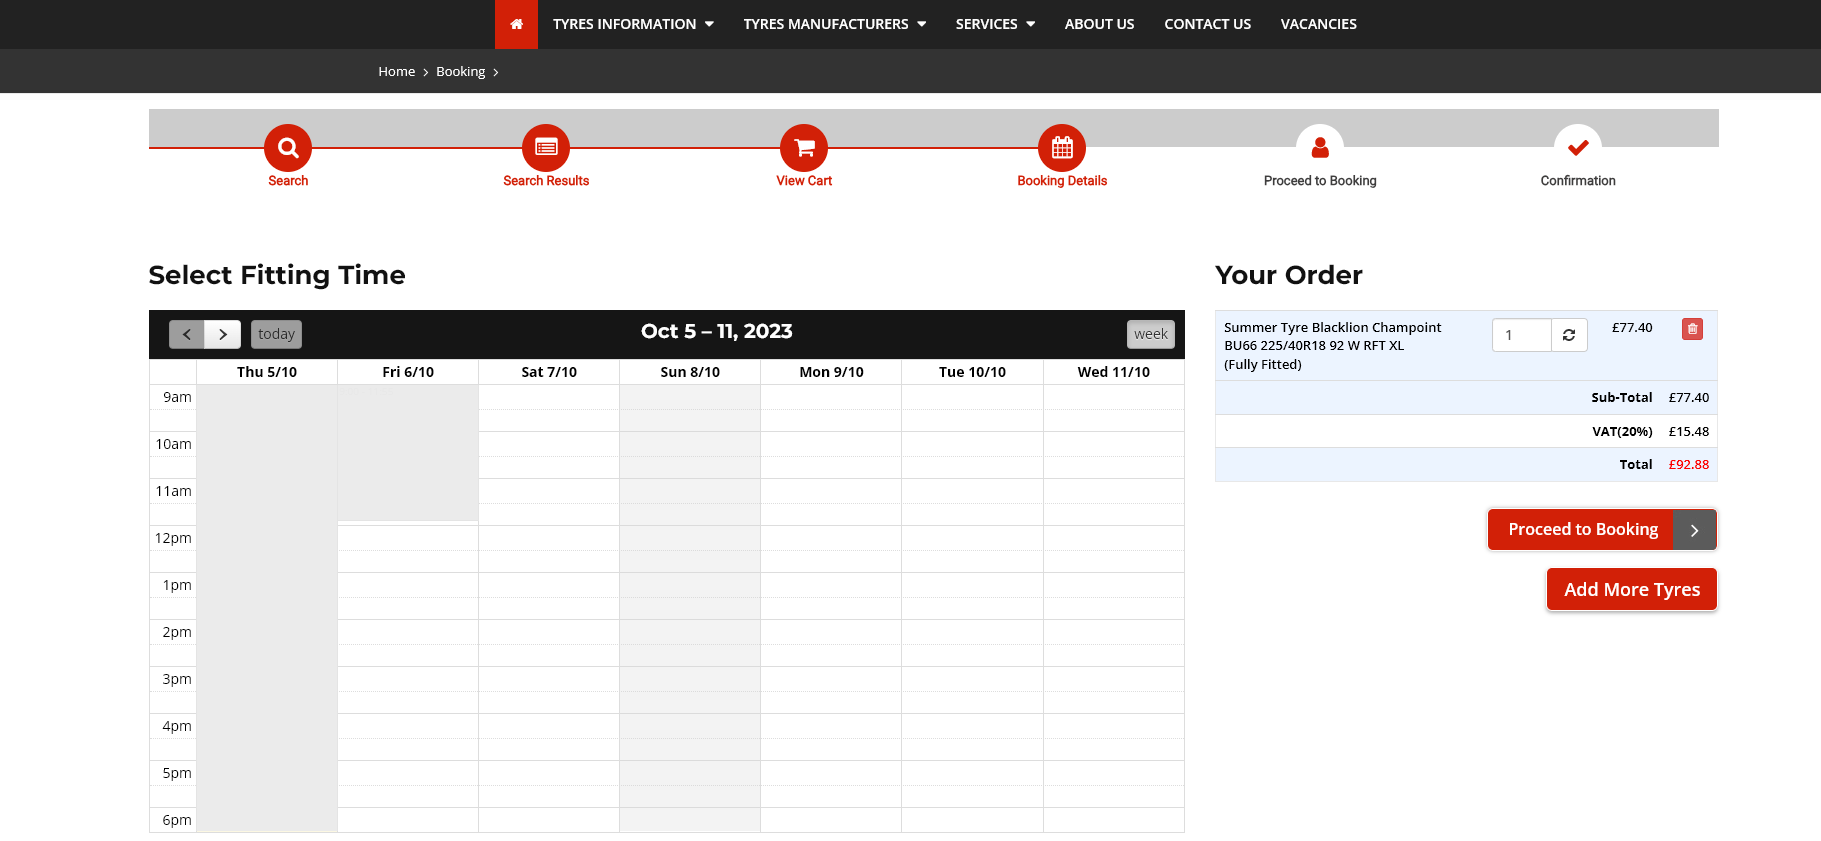 TYRES INFORMATION TYRES MANUFACTURERS SERVICES ABOUT US CONTACT US VACANCIES
Home Booking
Search Search Results View Cart Booking Details Proceed to Booking Confirmation
Select Fitting Time
today Oct 5 – 11, 2023 week
Thu 5/10 Fri 6/10 Sat 7/10 Sun 8/10 Mon 9/10 Tue 10/10 Wed 11/10
9am
10am
11am
12pm
1pm
2pm
3pm
4pm
5pm
6pm
Your Order
Summer Tyre Blacklion Champoint 1 £77.40
BU66 225/40R18 92 W RFT XL
(Fully Fitted)
Sub-Total £77.40
VAT(20%) £15.48
Total £92.88
Proceed to Booking
Add More Tyres